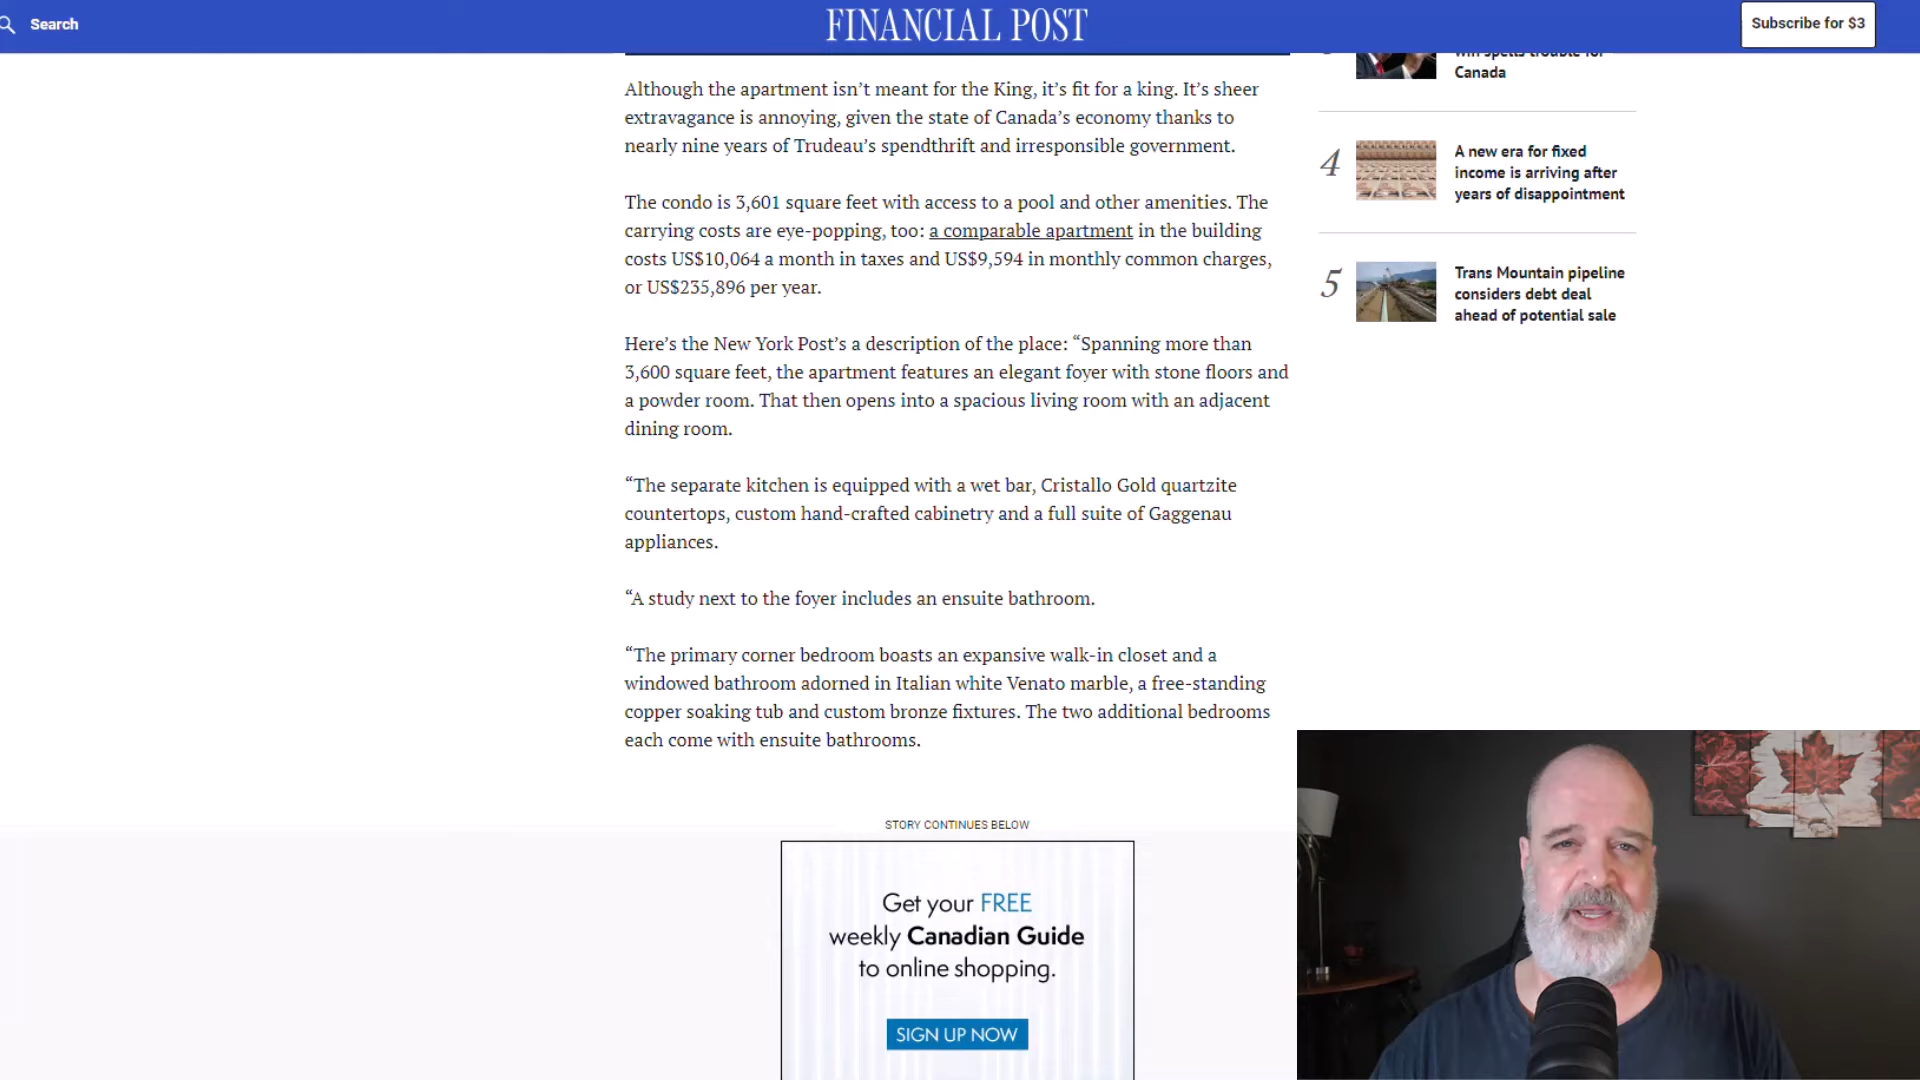 Search
FINANCIAL POST
Subscribe for $3
Although the apartment isn’t meant for the King, it’s fit for a king. It’s sheer
extravagance is annoying, given the state of Canada’s economy thanks to
nearly nine years of Trudeau’s spendthrift and irresponsible government.
The condo is 3,601 square feet with access to a pool and other amenities. The
carrying costs are eye-popping, too: a comparable apartment in the building
costs US$10,064 a month in taxes and US$9,594 in monthly common charges,
or US$235,896 per year.
Here’s the New York Post’s a description of the place: “Spanning more than
3,600 square feet, the apartment features an elegant foyer with stone floors and
a powder room. That then opens into a spacious living room with an adjacent
dining room.
“The separate kitchen is equipped with a wet bar, Cristallo Gold quartzite
countertops, custom hand-crafted cabinetry and a full suite of Gaggenau
appliances.
“A study next to the foyer includes an ensuite bathroom.
“The primary corner bedroom boasts an expansive walk-in closet and a
windowed bathroom adorned in Italian white Venato marble, a free-standing
copper soaking tub and custom bronze fixtures. The two additional bedrooms
each come with ensuite bathrooms.
STORY CONTINUES BELOW
Get your FREE
weekly Canadian Guide
to online shopping.
SIGN UP NOW
Canada
4
A new era for fixed
income is arriving after
years of disappointment
5
Trans Mountain pipeline
considers debt deal
ahead of potential sale